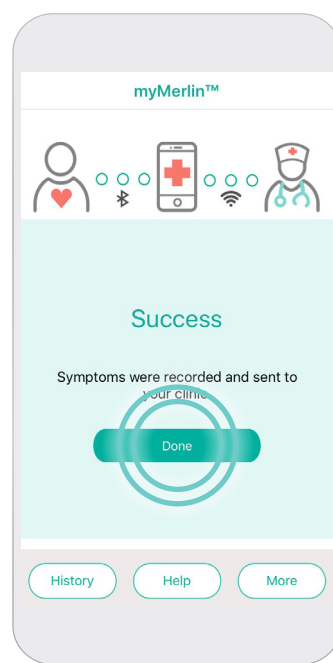 myMerlin™
Success
Symptoms were recorded and sent to
your clinic
Done
History Help More